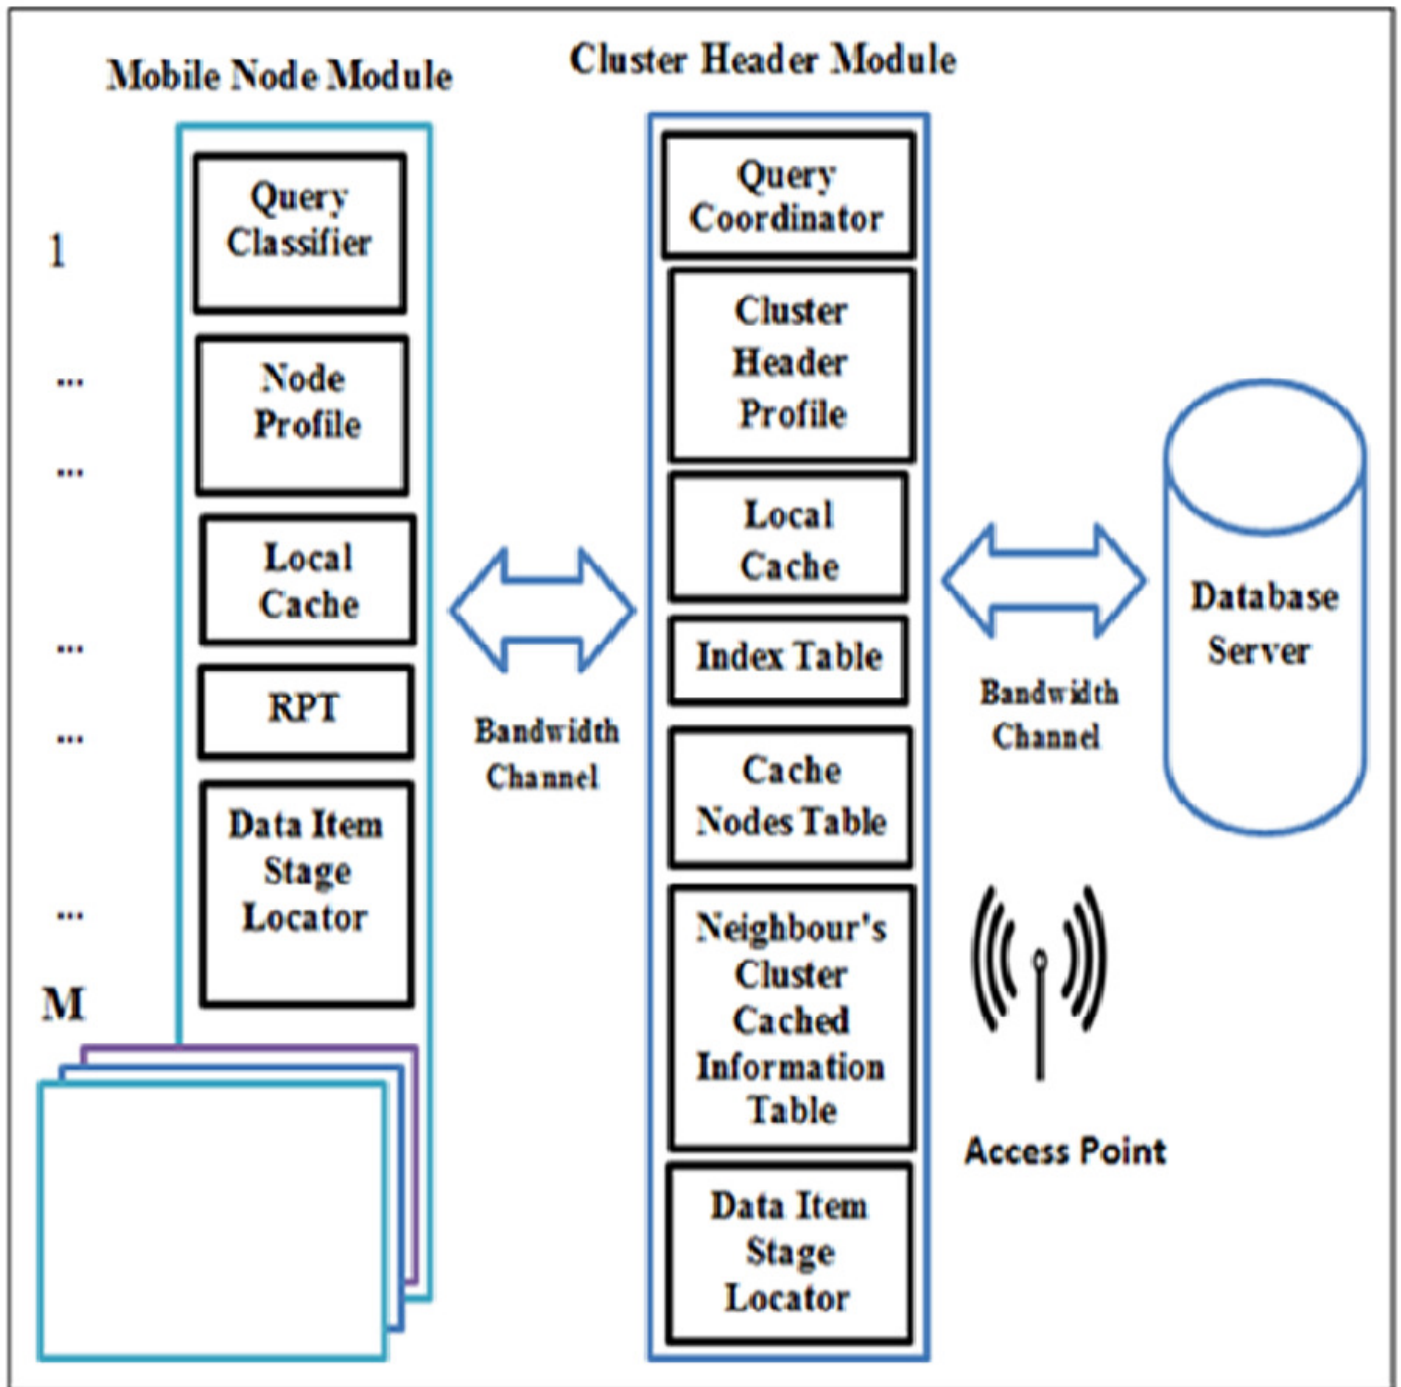 Mobile Node Module
1
...
...
...
...
...
M
Query
Classifier
Node
Profile
Local
Cache
RPT
Data Item
Stage
Locator
Bandwidth
Channel
Cluster Header Module
Query
Coordinator
Cluster
Header
Profile
Local
Cache
Index Table
Cache
Nodes Table
Neighbour's
Cluster
Cached
Information
Table
Data Item
Stage
Locator
Bandwidth
Channel
Database
Server
Access Point